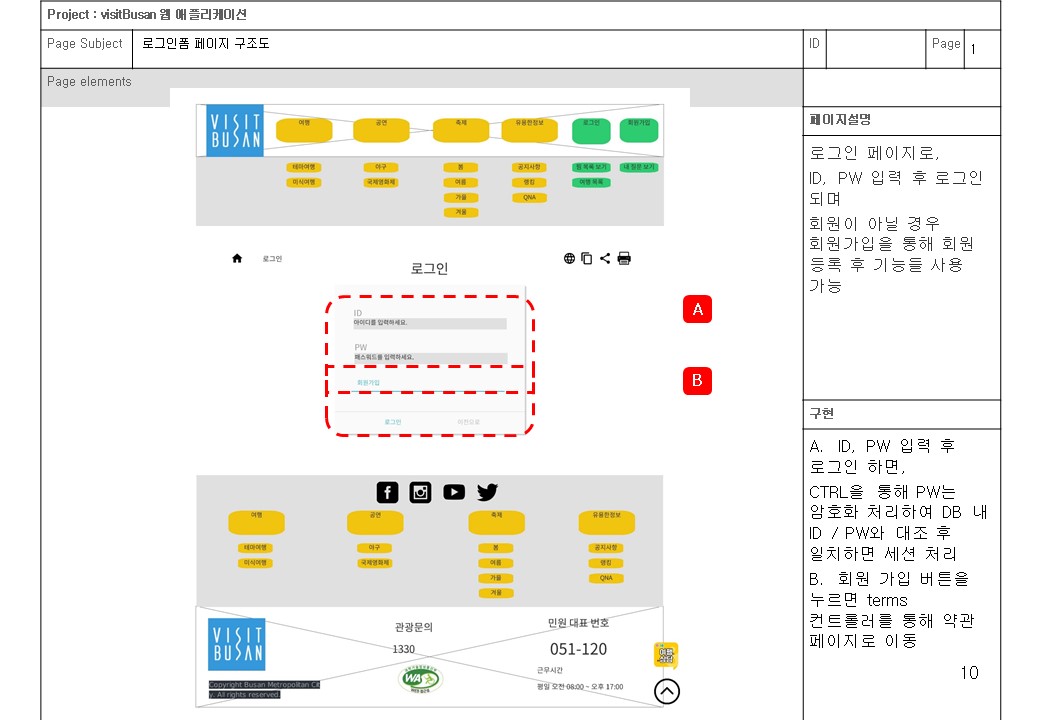 Project : visitBusan 웹 애플리케이션
Page Subject
로그인폼 페이지 구조도
ID
Page
1
Page elements
VISIT
BUSAN
여행
공연
축제
유용한정보
로그인
회원가입
테마여행
야구
봄
공지사항
찜 목록 보기
내 질문 보기
미식여행
국제영화제
여름
랭킹
여행 목록
가을
QNA
겨울
로그인
로그인
ID
아이디를 입력하세요.
PW
패스워드를 입력하세요.
회원가입
로그인
이전으로
A
B
여행
공연
축제
유용한정보
테마여행
야구
봄
공지사항
미식여행
국제영화제
여름
랭킹
가을
QNA
겨울
VISIT
BUSAN
Copyright Busan Metropolitan Cit
y. All rights reserved.
관광문의
1330
WA
민원 대표 번호
051-120
근무시간
평일 오전 08:00 ~ 오후 17:00
여행
상담
페이지설명
로그인 페이지로,
ID, PW 입력 후 로그인
되며
회원이 아닐 경우
회원가입을 통해 회원
등록 후 기능들 사용
가능
구현
A. ID, PW 입력 후
로그인 하면,
CTRL을 통해 PW는
암호화 처리하여 DB 내
ID / PW와 대조 후
일치하면 세션 처리
B. 회원 가입 버튼을
누르면 terms
컨트롤러를 통해 약관
페이지로 이동
10